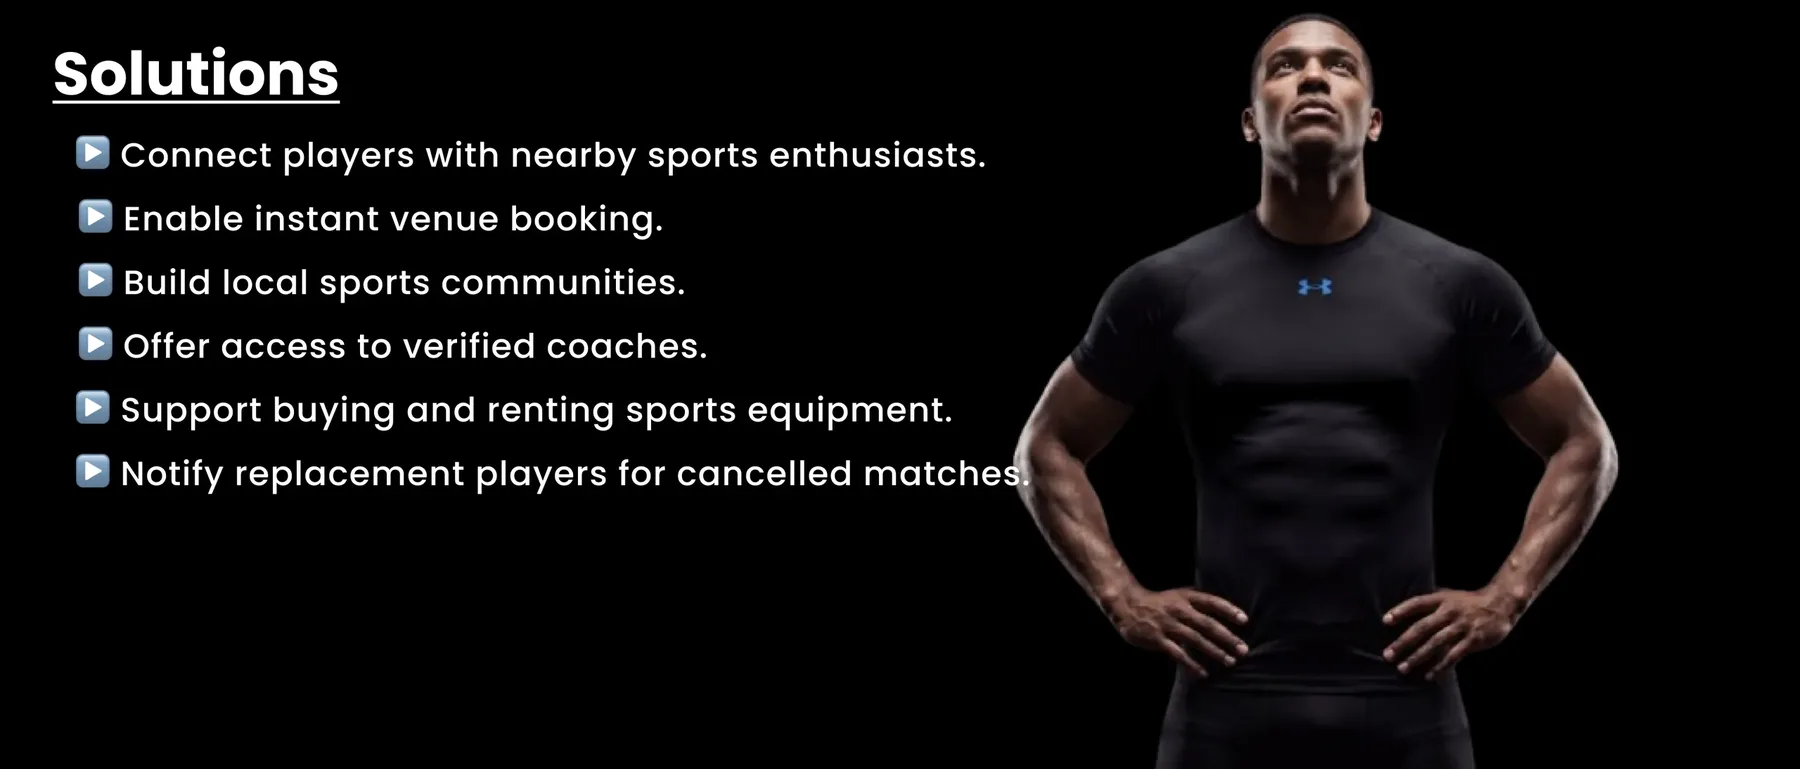 Solutions
▶️ Connect players with nearby sports enthusiasts.
▶️ Enable instant venue booking.
▶️ Build local sports communities.
▶️ Offer access to verified coaches.
▶️ Support buying and renting sports equipment.
▶️ Notify replacement players for cancelled matches.